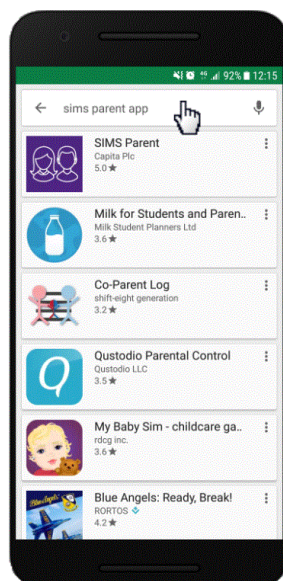 92% 12:15
sims parent app
SIMS Parent
Capita Plc
5.0★
Milk for Students and Paren..
Milk Student Planners Ltd
3.6★
Co-Parent Log
shift-eight generation
3.2★
Qustodio Parental Control
Qustodio LLC
3.5★
My Baby Sim - childcare ga..
rdcg inc.
3.6★
Blue Angels: Ready, Break!
RORTOS
4.2★